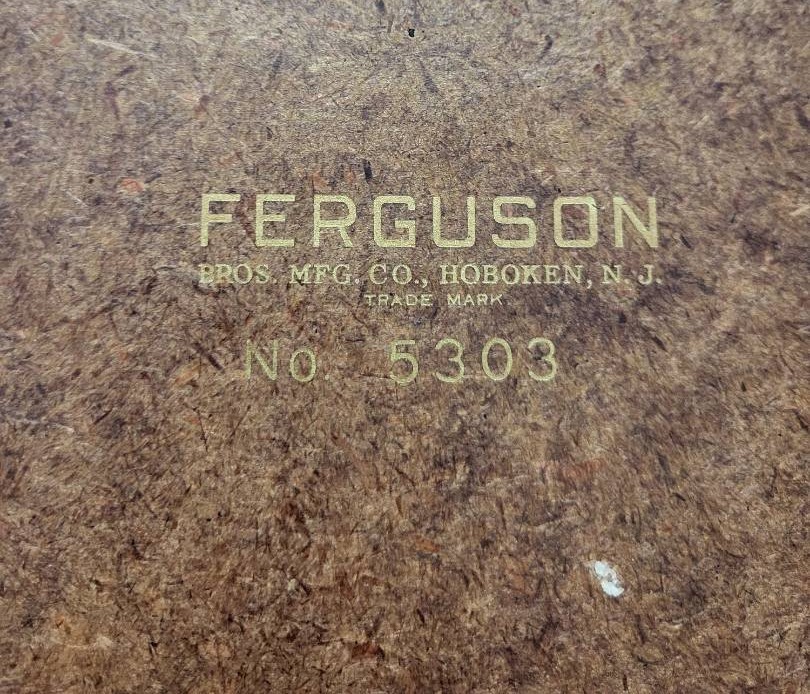 FERGUSON
BROS. MFG. CO., HOBOKEN, N. J.
TRADE MARK
No. 5303